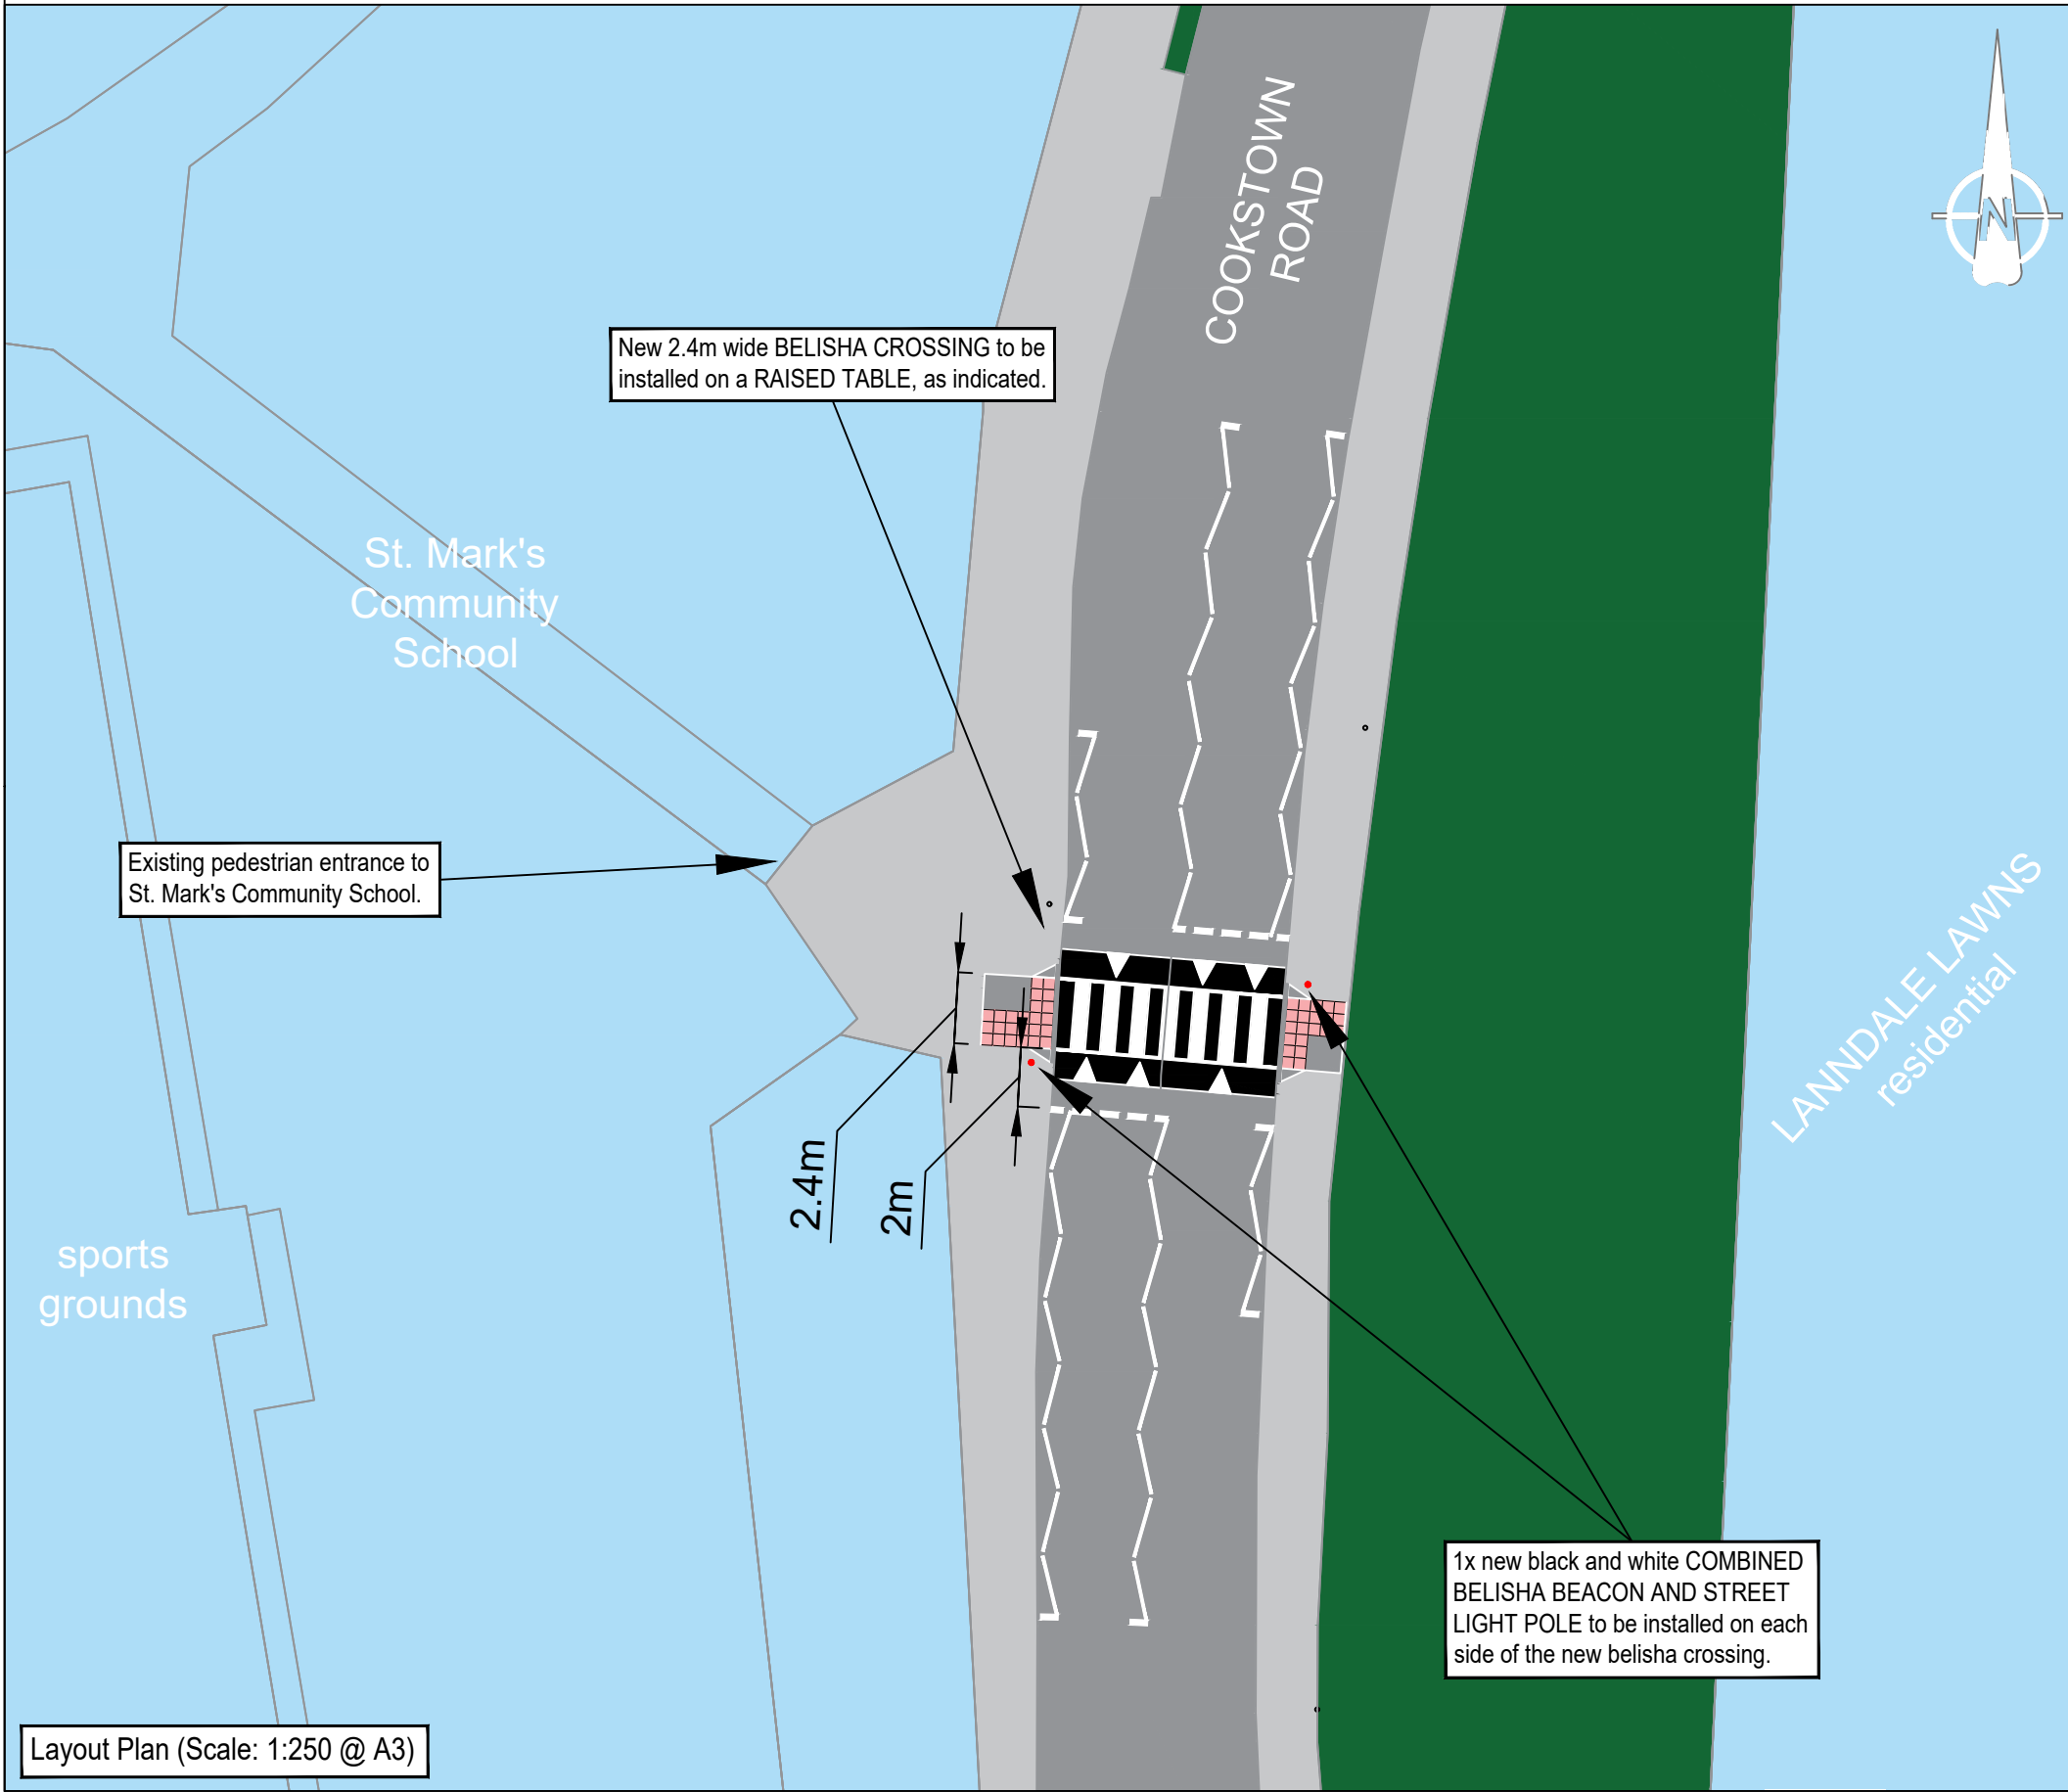 COOKSTOWN
ROAD
N
New 2.4m wide BELISHA CROSSING to be
installed on a RAISED TABLE, as indicated.
St. Mark's
Community
School
Existing pedestrian entrance to
St. Mark's Community School.
LANNDALE LAWNS
residential
2.4m
2m
sports
grounds
1x new black and white COMBINED
BELISHA BEACON AND STREET
LIGHT POLE to be installed on each
side of the new belisha crossing.
Layout Plan (Scale: 1:250 @ A3)